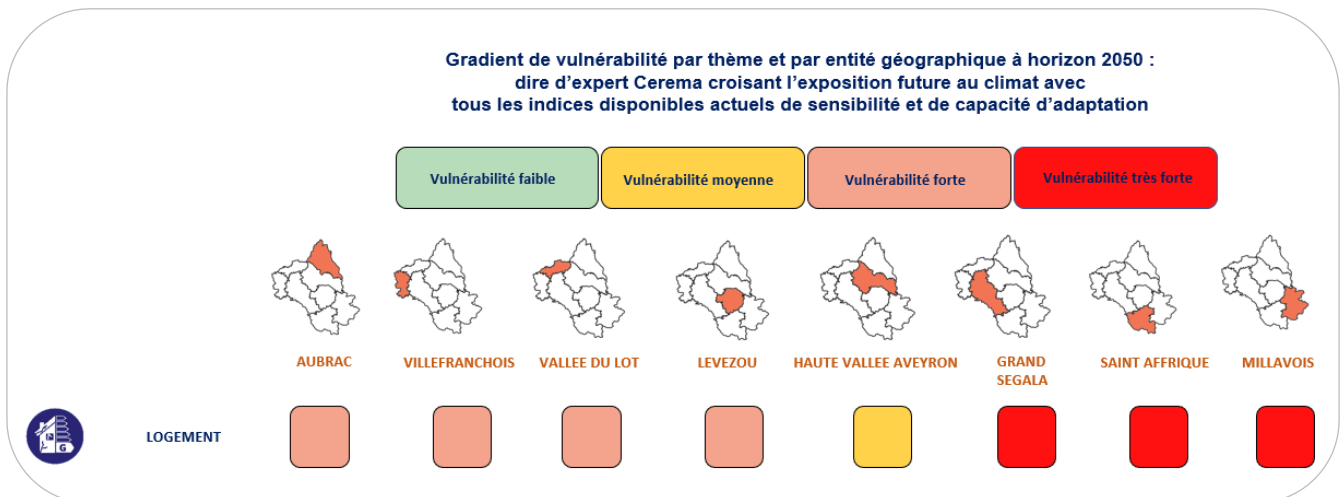 Gradient de vulnérabilité par thème et par entité géographique à horizon 2050 :
dire d'expert Cerema croisant l'exposition future au climat avec
tous les indices disponibles actuels de sensibilité et de capacité d'adaptation
Vulnérabilité faible
Vulnérabilité moyenne
Vulnérabilité forte
Vulnérabilité très forte
AUBRAC
VILLEFRANCHOIS
VALLEE DU LOT
LEVEZOU
HAUTE VALLEE AVEYRON
GRAND
SEGALA
SAINT AFFRIQUE
MILLAVOIS
G
LOGEMENT